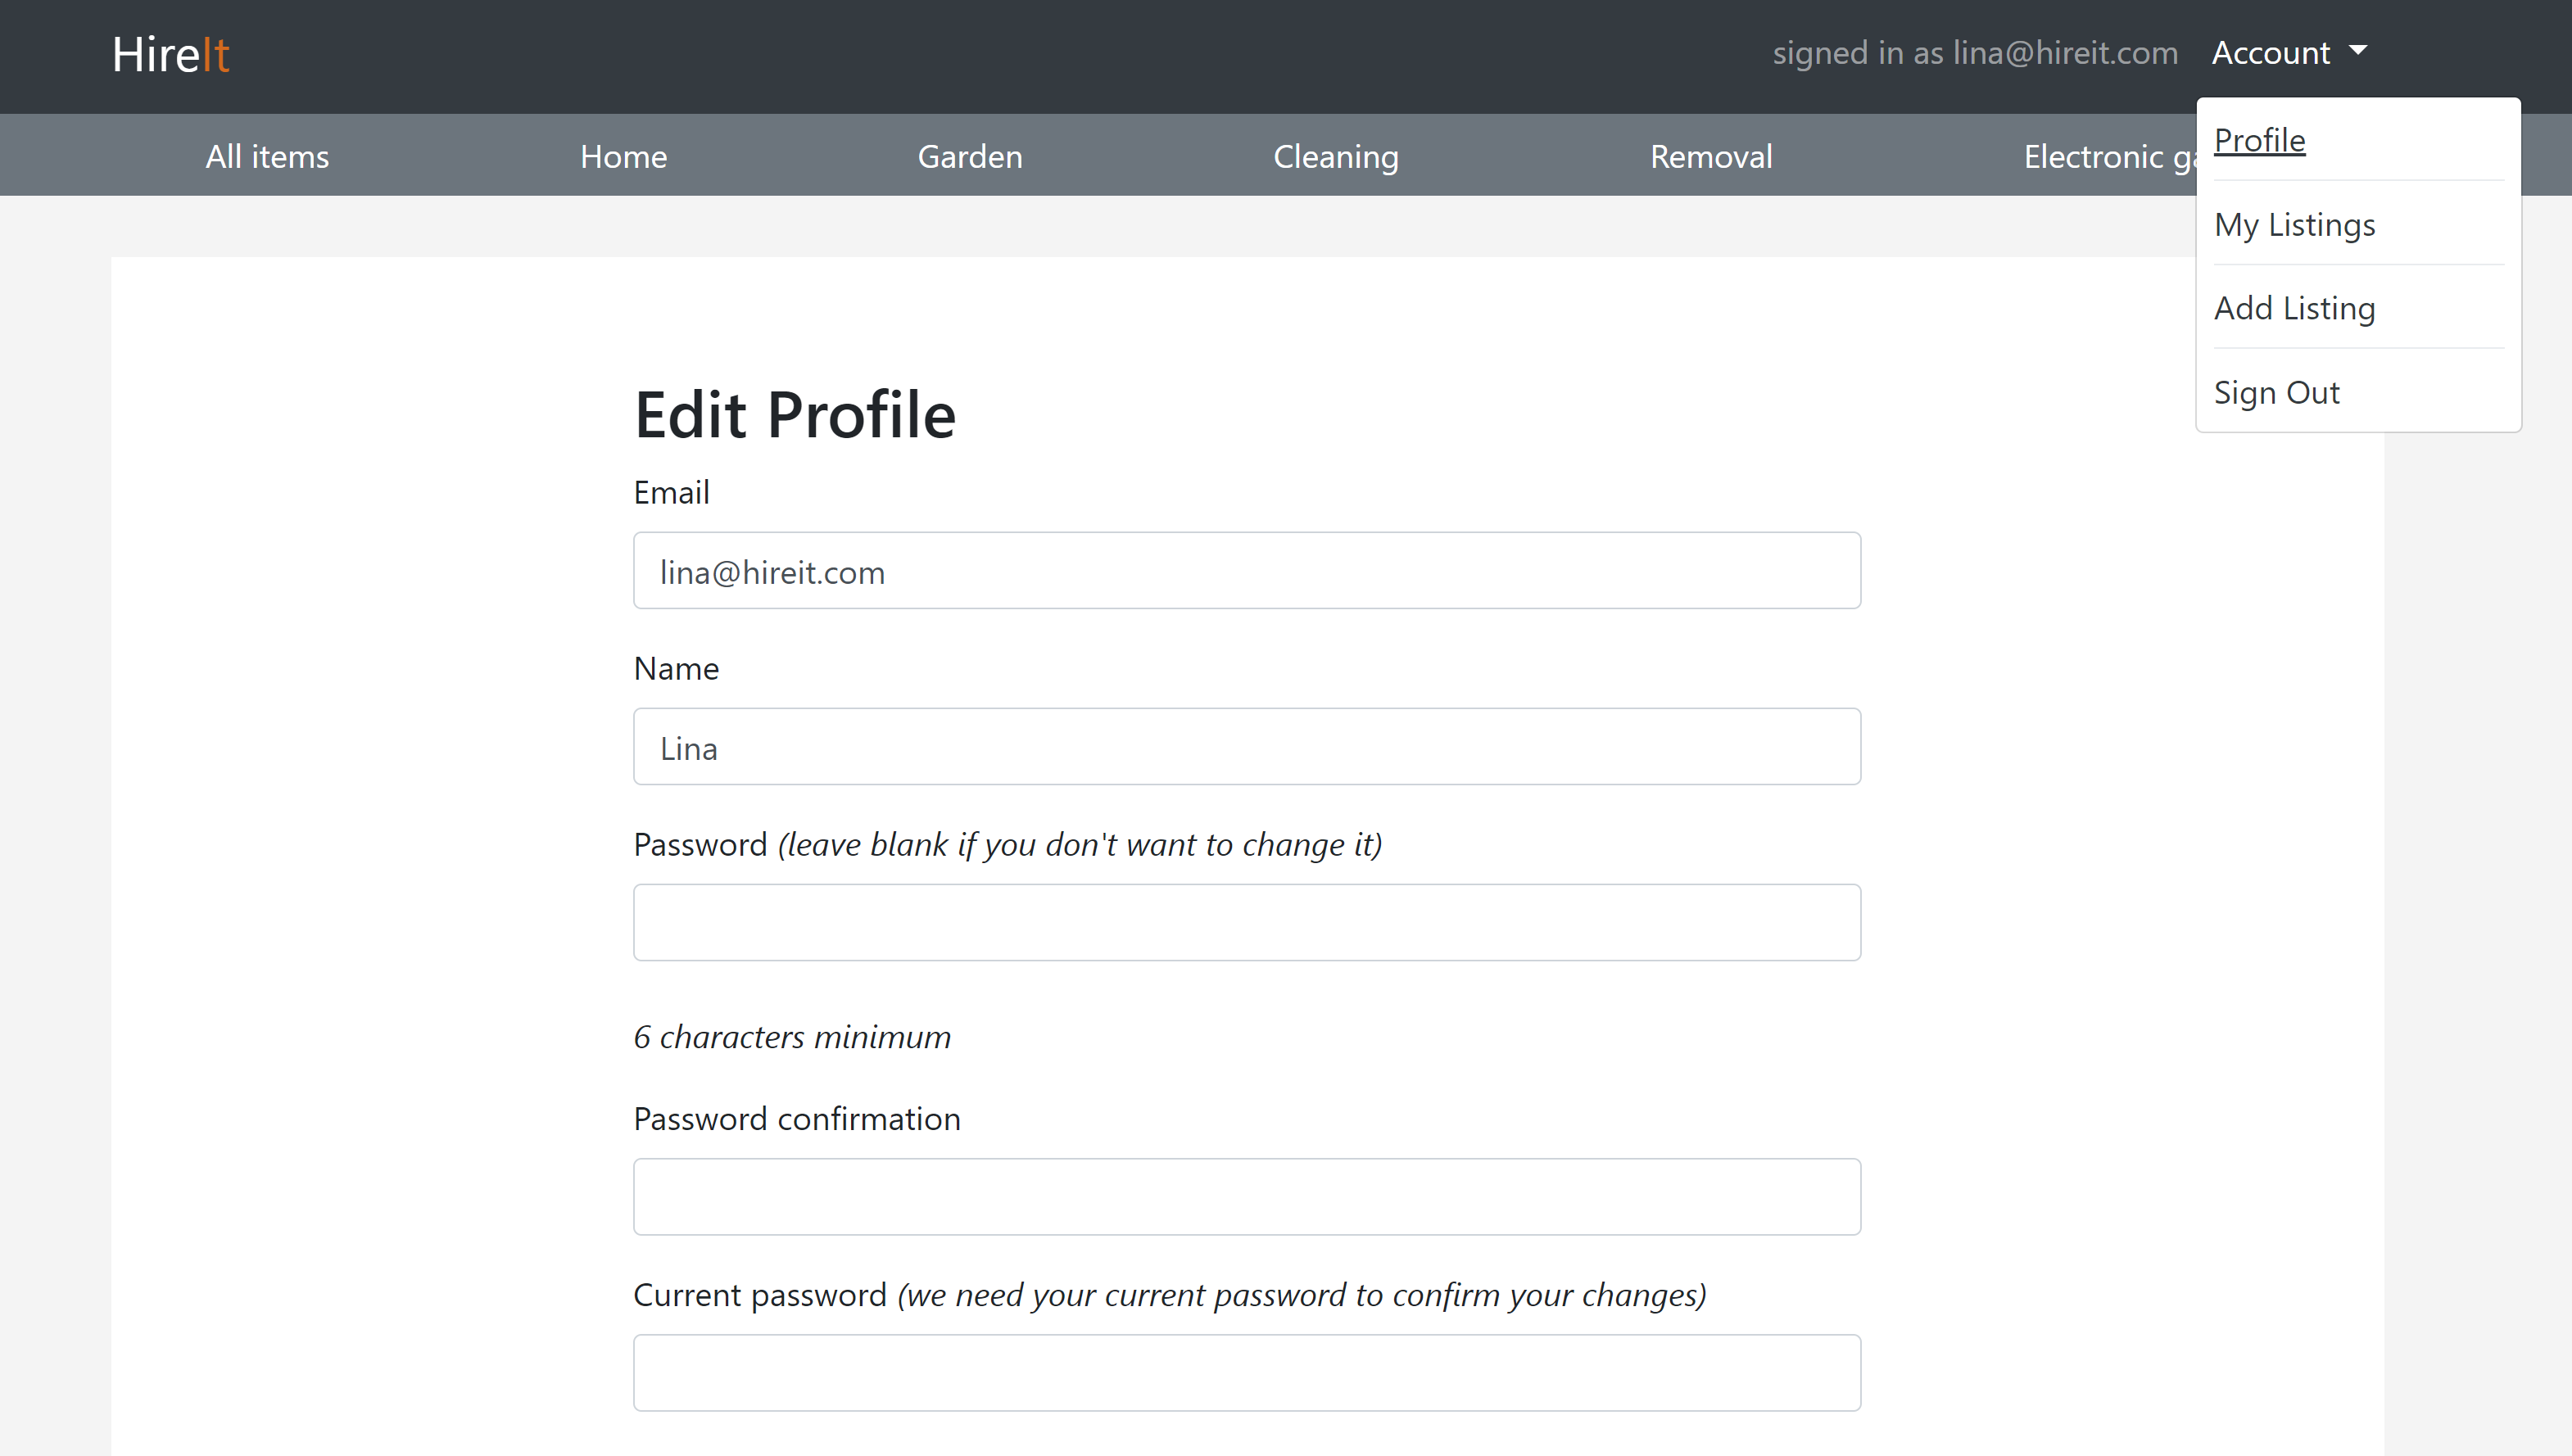 HireIt
signed in as lina@hireit.com Account
All items Home Garden Cleaning Removal Electronic
Profile
My Listings
Add Listing
Sign Out
Edit Profile
Email
lina@hireit.com
Name
Lina
Password (leave blank if you don't want to change it)
6 characters minimum
Password confirmation
Current password (we need your current password to confirm your changes)